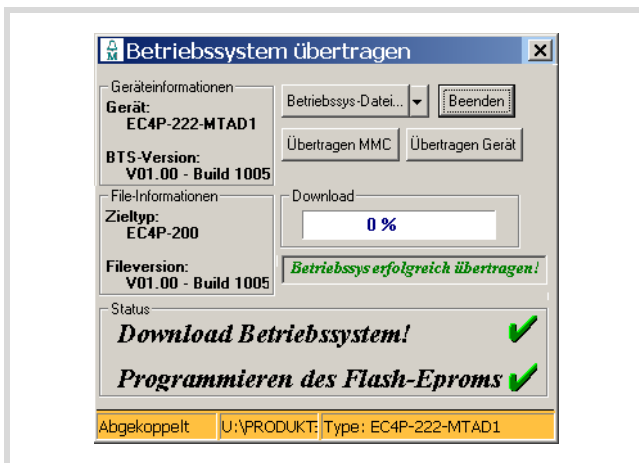 Betriebssystem übertragen
Geräteinformationen
Gerät:
EC4P-222-MTAD1
BTS-Version:
V01.00 - Build 1005
Betriebssys-Datei...
Beenden
Übertragen MMC
Übertragen Gerät
File-Informationen
Zieltyp:
EC4P-200
Fileversion:
V01.00 - Build 1005
Download
0 %
Betriebssys erfolgreich übertragen!
Status
Download Betriebssystem!
Programmieren des Flash-Eproms
Abgekoppelt
U:\PRODUKT:
Type: EC4P-222-MTAD1